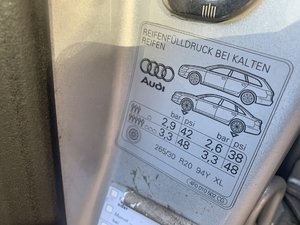 REIFENFÜLLDRUCK BEI KALTEN
REIFEN
Audi
bar psi bar psi
2,9 42 2,6 38
3,3 48 3,3 48
265/30 R20 94Y XL